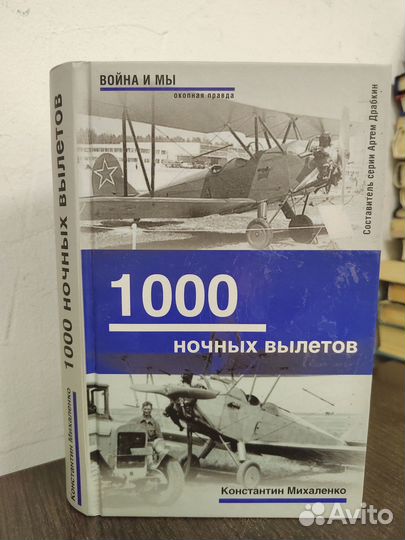 ВОЙНА И МЫ
окопная правда
Составитель серии Артем Драбкин
1000
ночных вылетов
Константин Михаленко
1000 ночных вылетов
Константин Михаленко
Avito